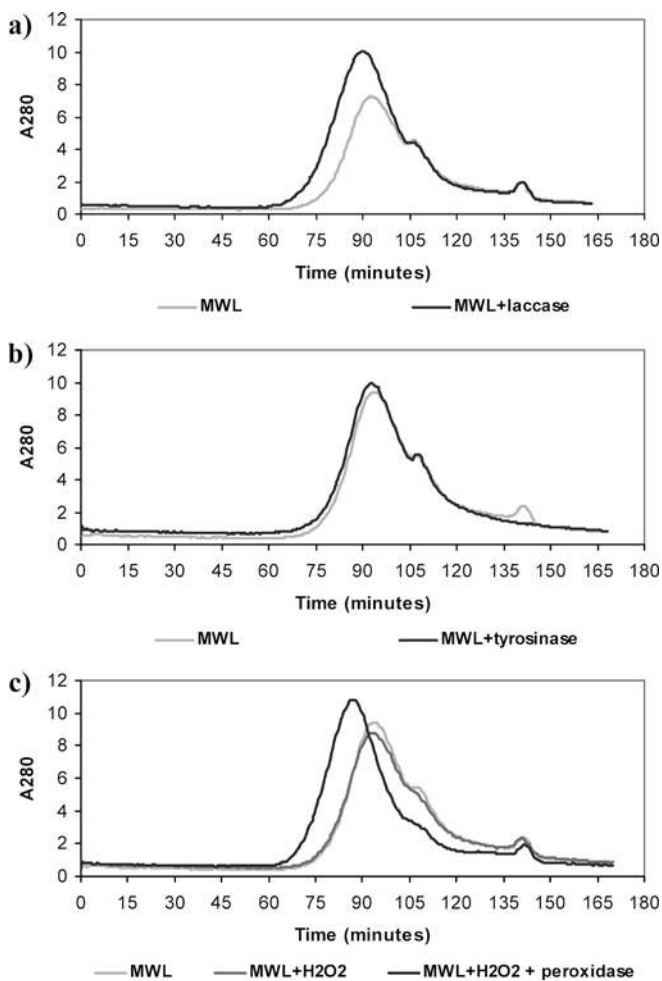 a)
12
10
8
6
4
2
0
A280
0 15 30 45 60 75 90 105 120 135 150 165 180
Time (minutes)
MWL MWL+laccase
b)
12
10
8
6
4
2
0
A280
0 15 30 45 60 75 90 105 120 135 150 165 180
Time (minutes)
MWL MWL+tyrosinase
c)
12
10
8
6
4
2
0
A280
0 15 30 45 60 75 90 105 120 135 150 165 180
Time (minutes)
MWL MWL+H2O2 MWL+H2O2 + peroxidase